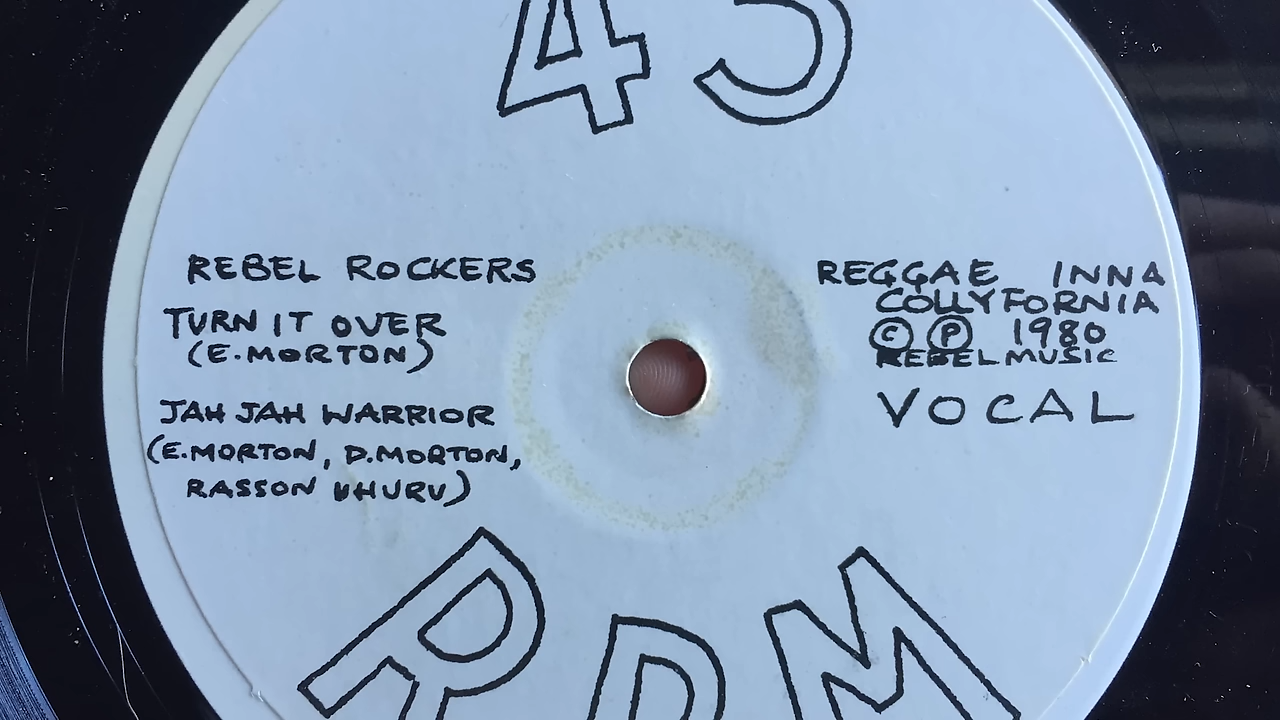 45
REBEL ROCKERS
TURN IT OVER
(E.MORTON)
JAH JAH WARRIOR
(E.MORTON, D.MORTON,
RASSON UHURU)
REGGAE INNA
COLLYFORNIA
© ℗ 1980
REBEL MUSIC
VOCAL
RPM